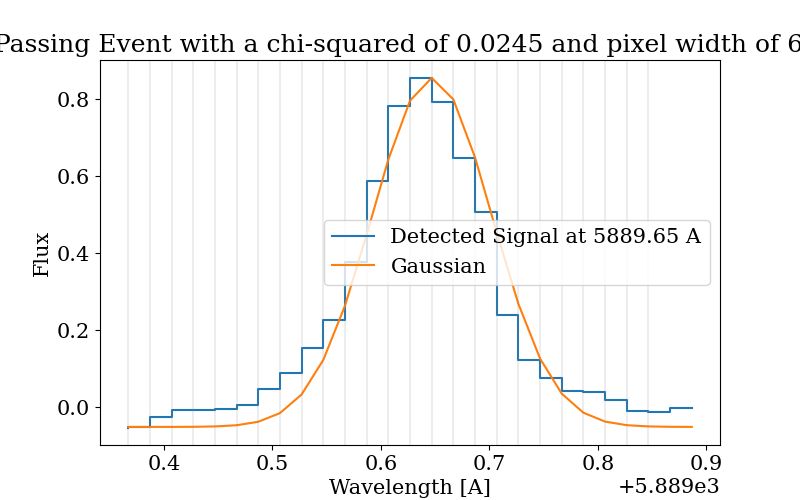 Passing Event with a chi-squared of 0.0245 and pixel width of 6
Flux
0.8
0.6
0.4
0.2
0.0
Detected Signal at 5889.65 A
Gaussian
0.4 0.5 0.6 0.7 0.8 0.9
Wavelength [A]
+5.889e3